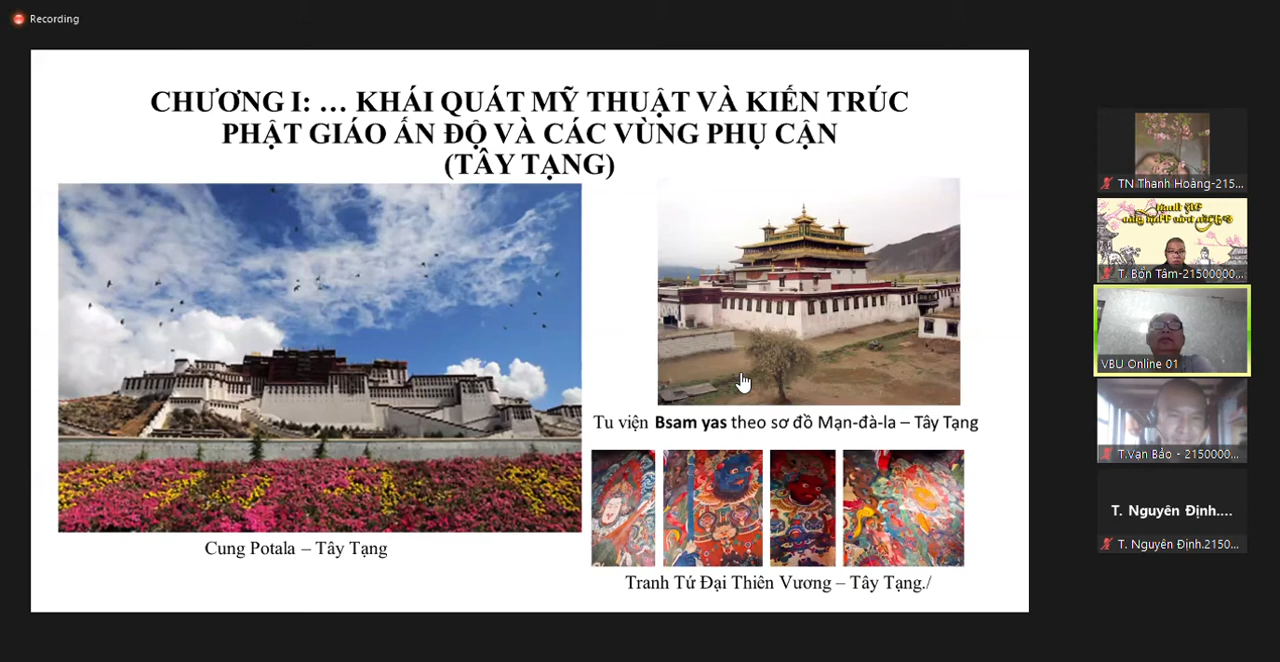 Recording
CHƯƠNG I: … KHÁI QUÁT MỸ THUẬT VÀ KIẾN TRÚC
PHẬT GIÁO ẤN ĐỘ VÀ CÁC VÙNG PHỤ CẬN
(TÂY TẠNG)
Tu viện Bsam yas theo sơ đồ Mạn-đà-la – Tây Tạng
Cung Potala – Tây Tạng
Tranh Tứ Đại Thiên Vương – Tây Tạng./
TN Thanh Hoàng-215...
T. Bổn Tâm-21500000...
VBU Online 01
T.Vạn Bảo - 2150000...
T. Nguyên Định....
T. Nguyên Định.2150...